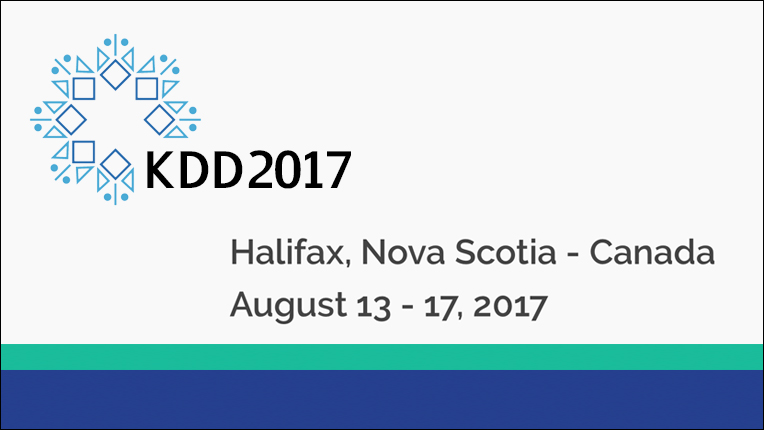 KDD2017
Halifax, Nova Scotia - Canada
August 13 - 17, 2017